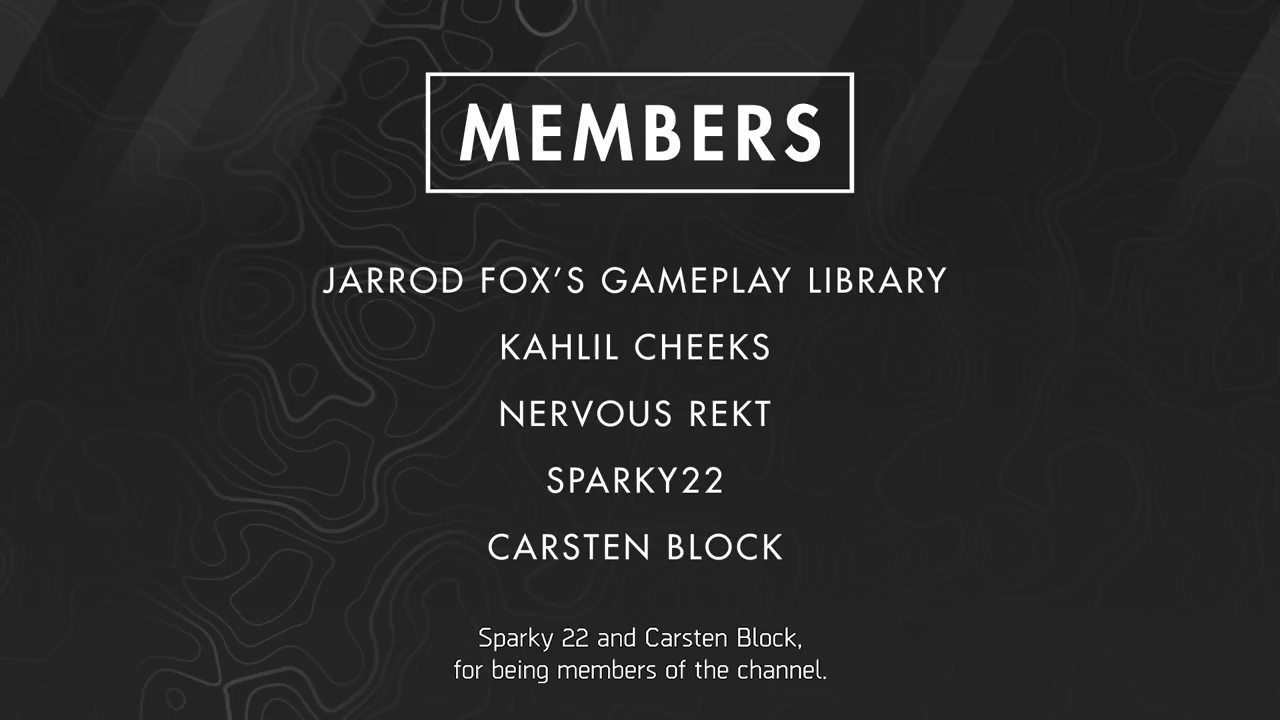 MEMBERS
JARROD FOX’S GAMEPLAY LIBRARY
KAHLIL CHEEKS
NERVOUS REKT
SPARKY22
CARSTEN BLOCK
Sparky 22 and Carsten Block,
for being members of the channel.